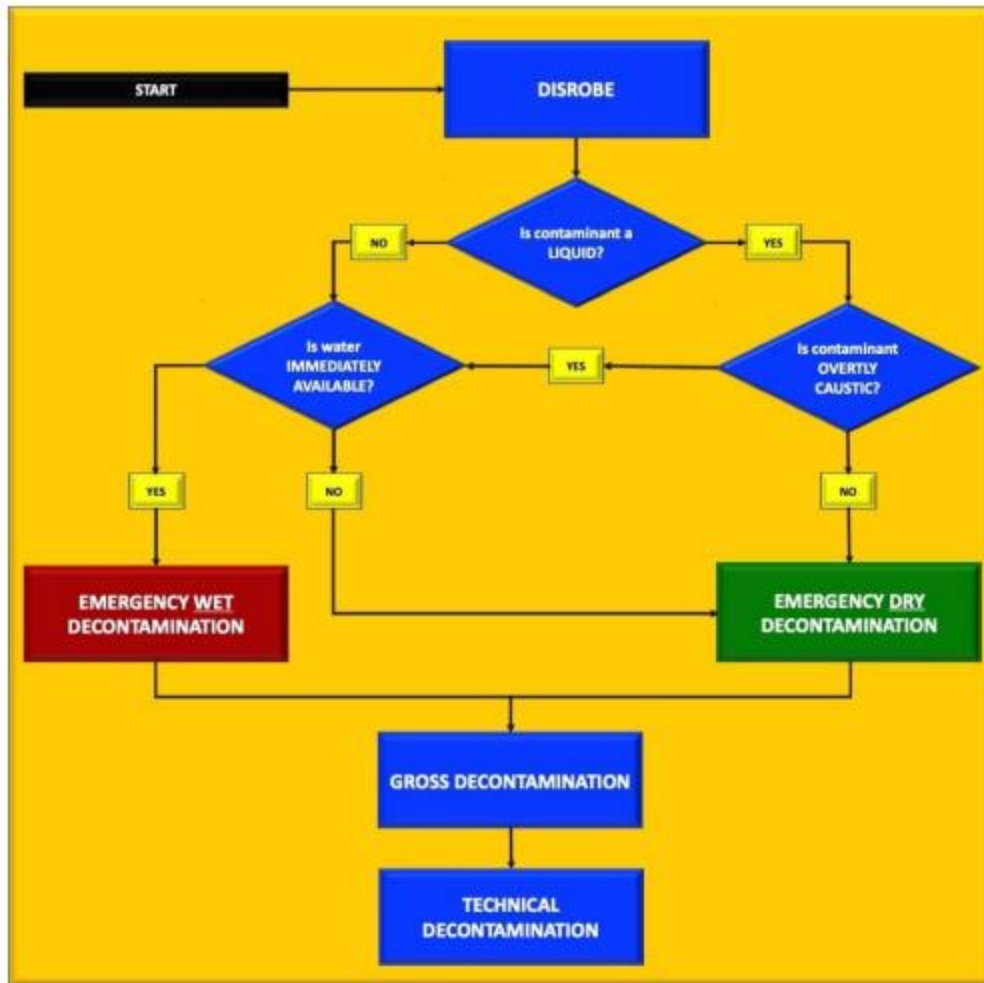 START
DISROBE
Is contaminant a
LIQUID?
NO
YES
Is water
IMMEDIATELY
AVAILABLE?
YES
Is contaminant
OVERTLY
CAUSTIC?
YES
NO
NO
EMERGENCY WET
DECONTAMINATION
EMERGENCY DRY
DECONTAMINATION
GROSS DECONTAMINATION
TECHNICAL
DECONTAMINATION